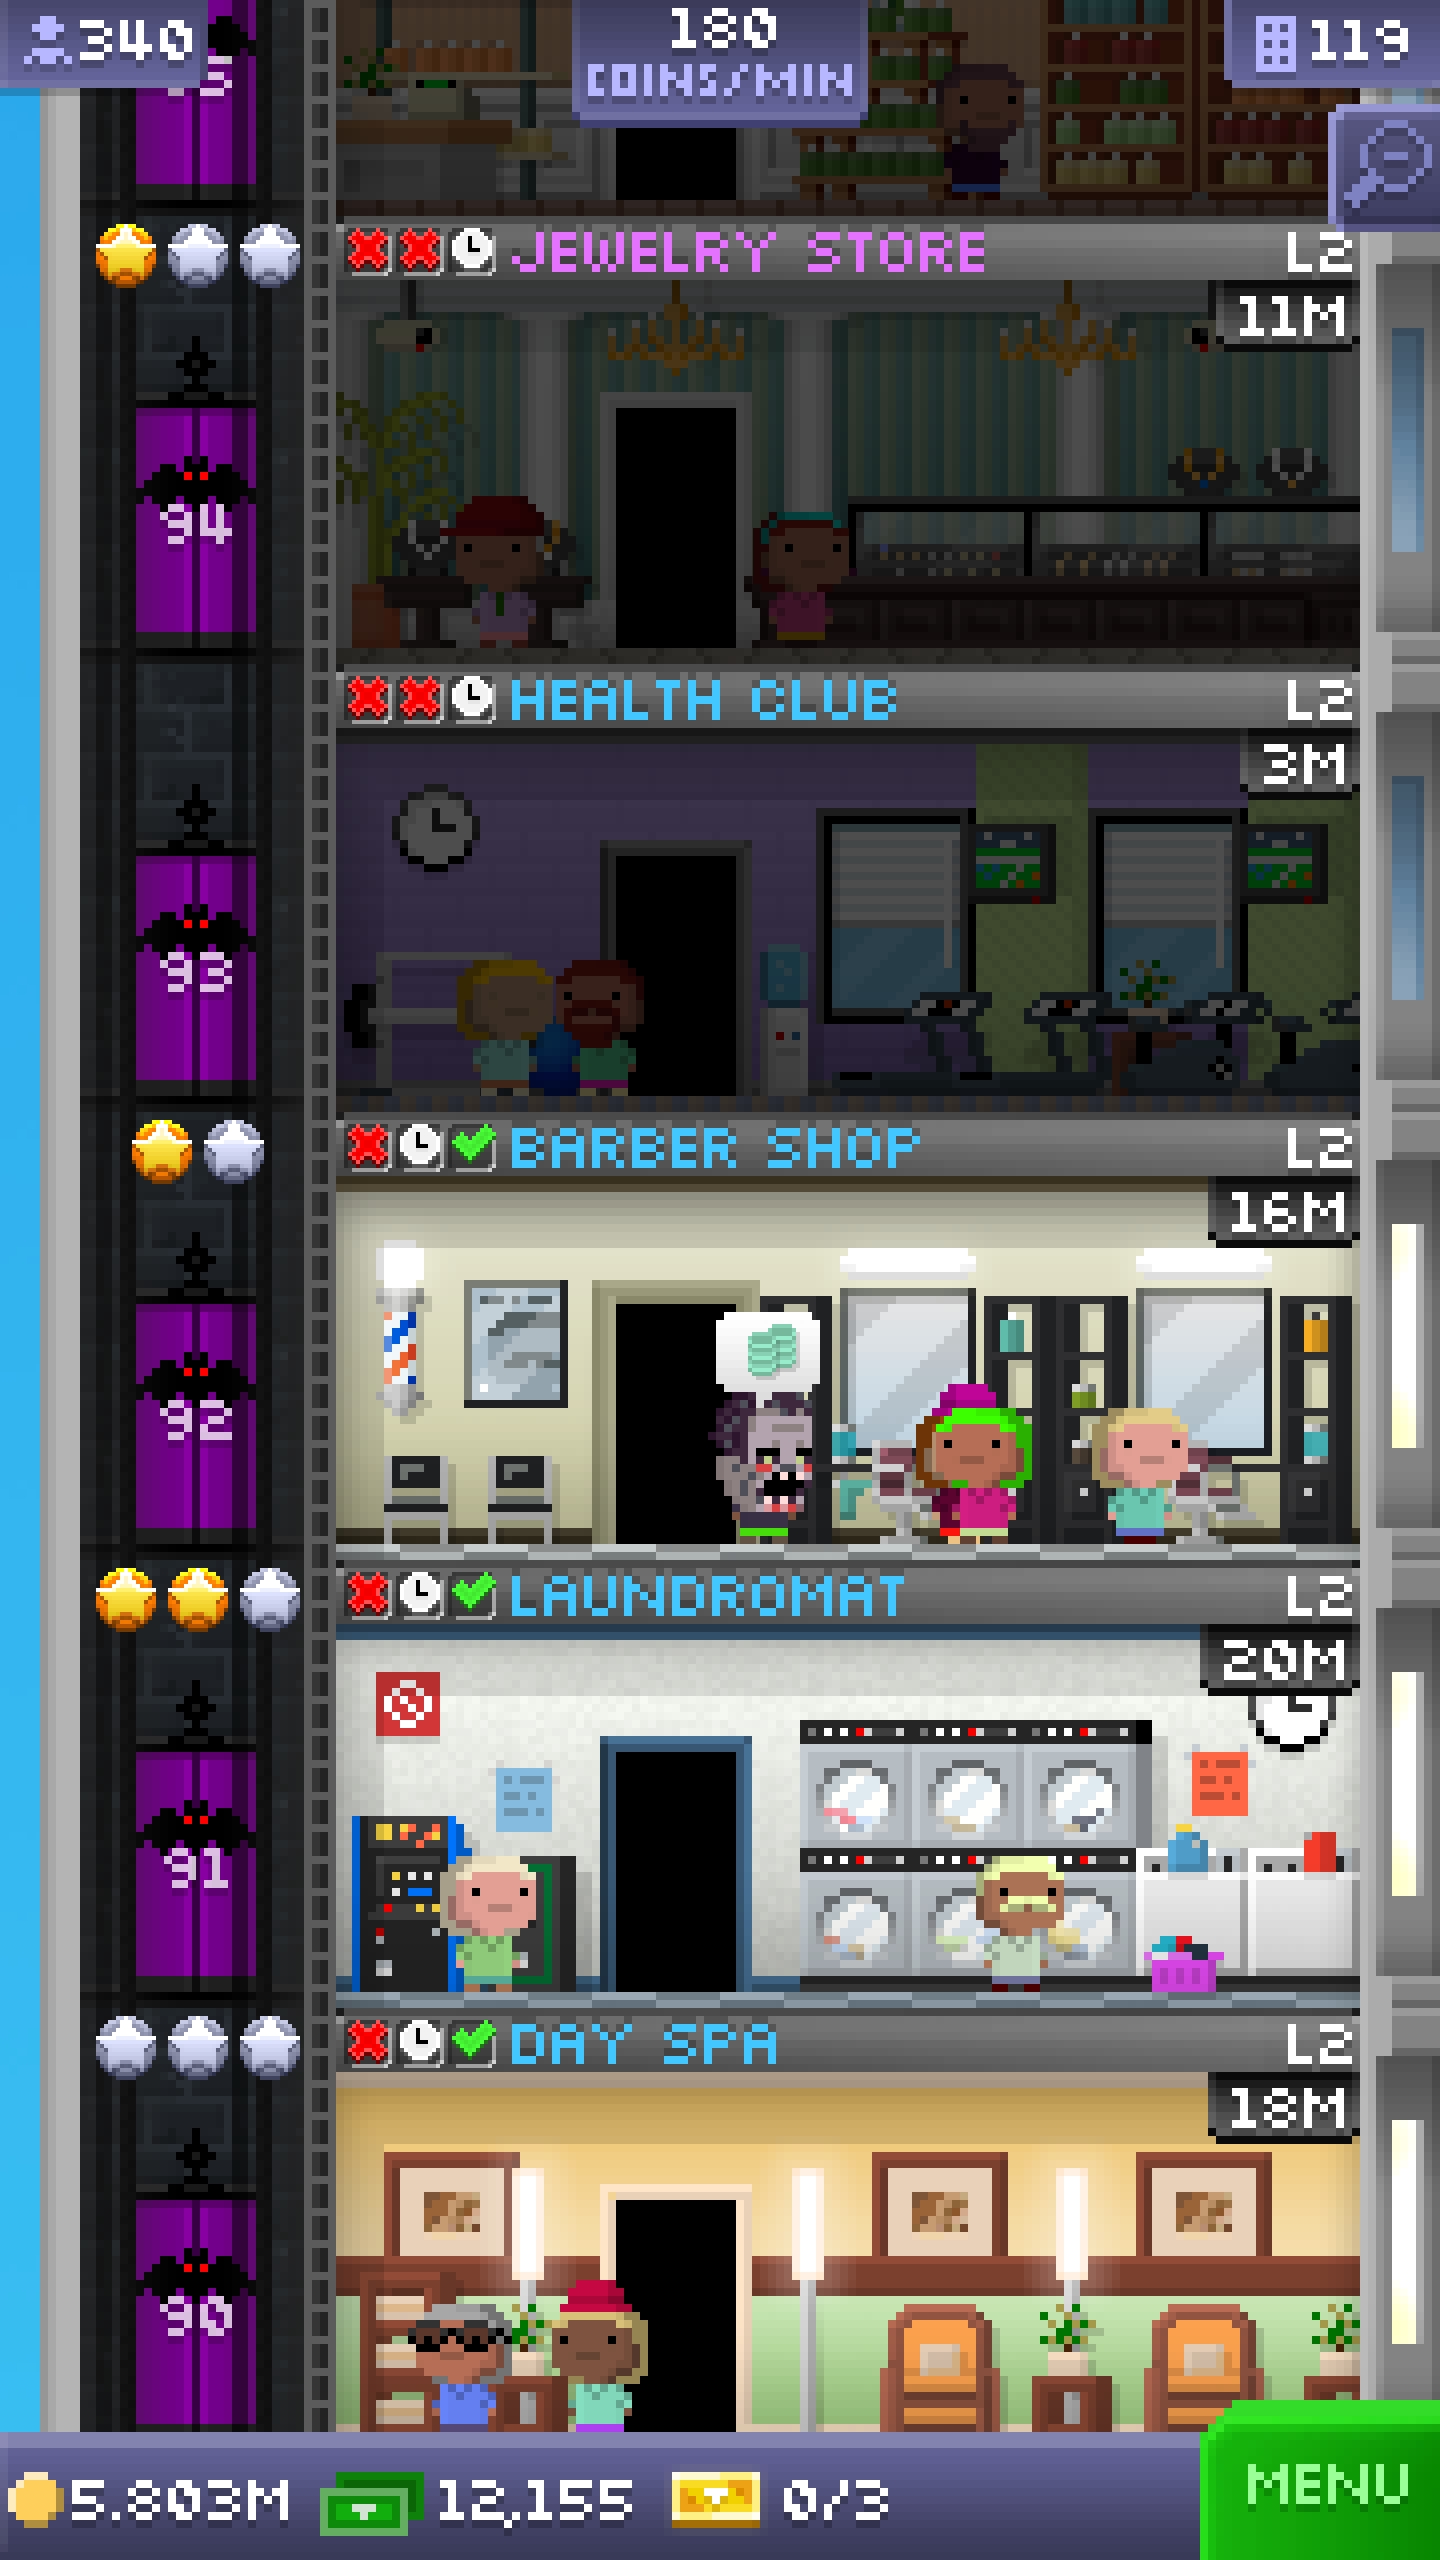 340
180
COINS/MIN
119
JEWELRY STORE
L2
11M
94
HEALTH CLUB
L2
3M
93
BARBER SHOP
L2
16M
92
LAUNDROMAT
L2
20M
91
DAY SPA
L2
18M
90
5.803M
12,155
0/3
MENU